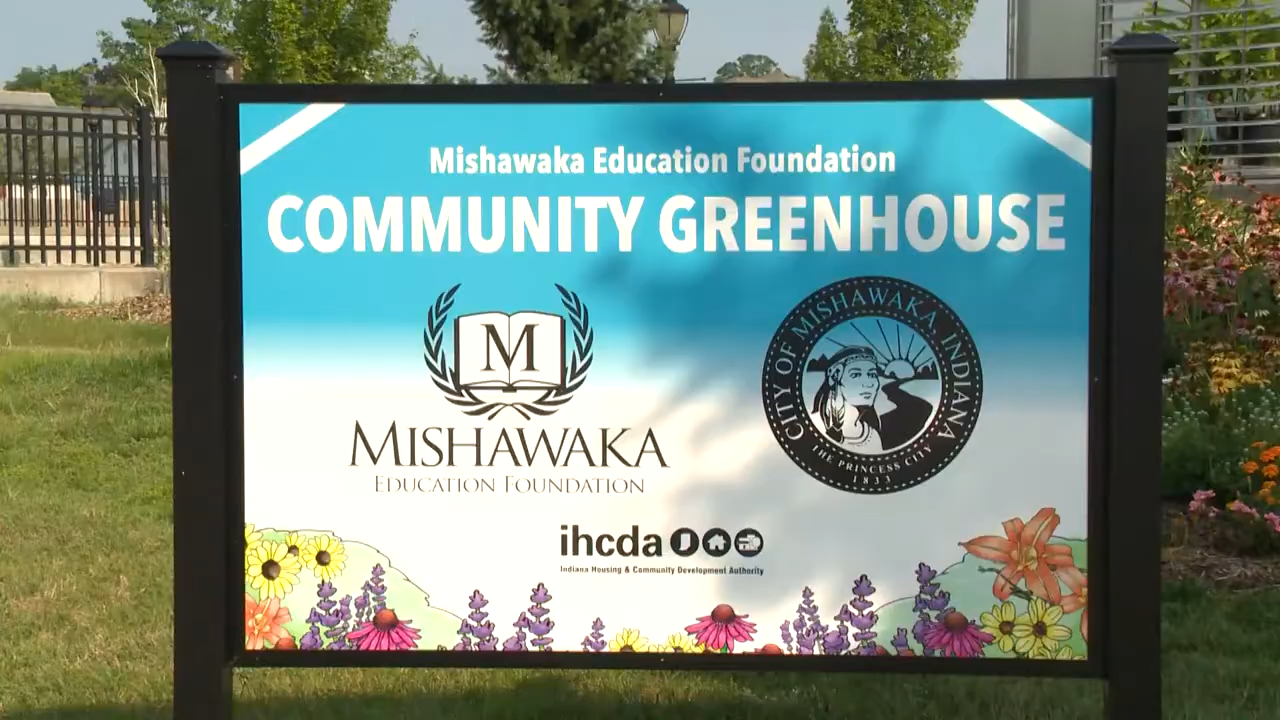 Mishawaka Education Foundation
COMMUNITY GREENHOUSE
M
MISHAWAKA
EDUCATION FOUNDATION
CITY OF MISHAWAKA INDIANA
THE PRINCESS CITY
1833
ihcda
Indiana Housing & Community Development Authority